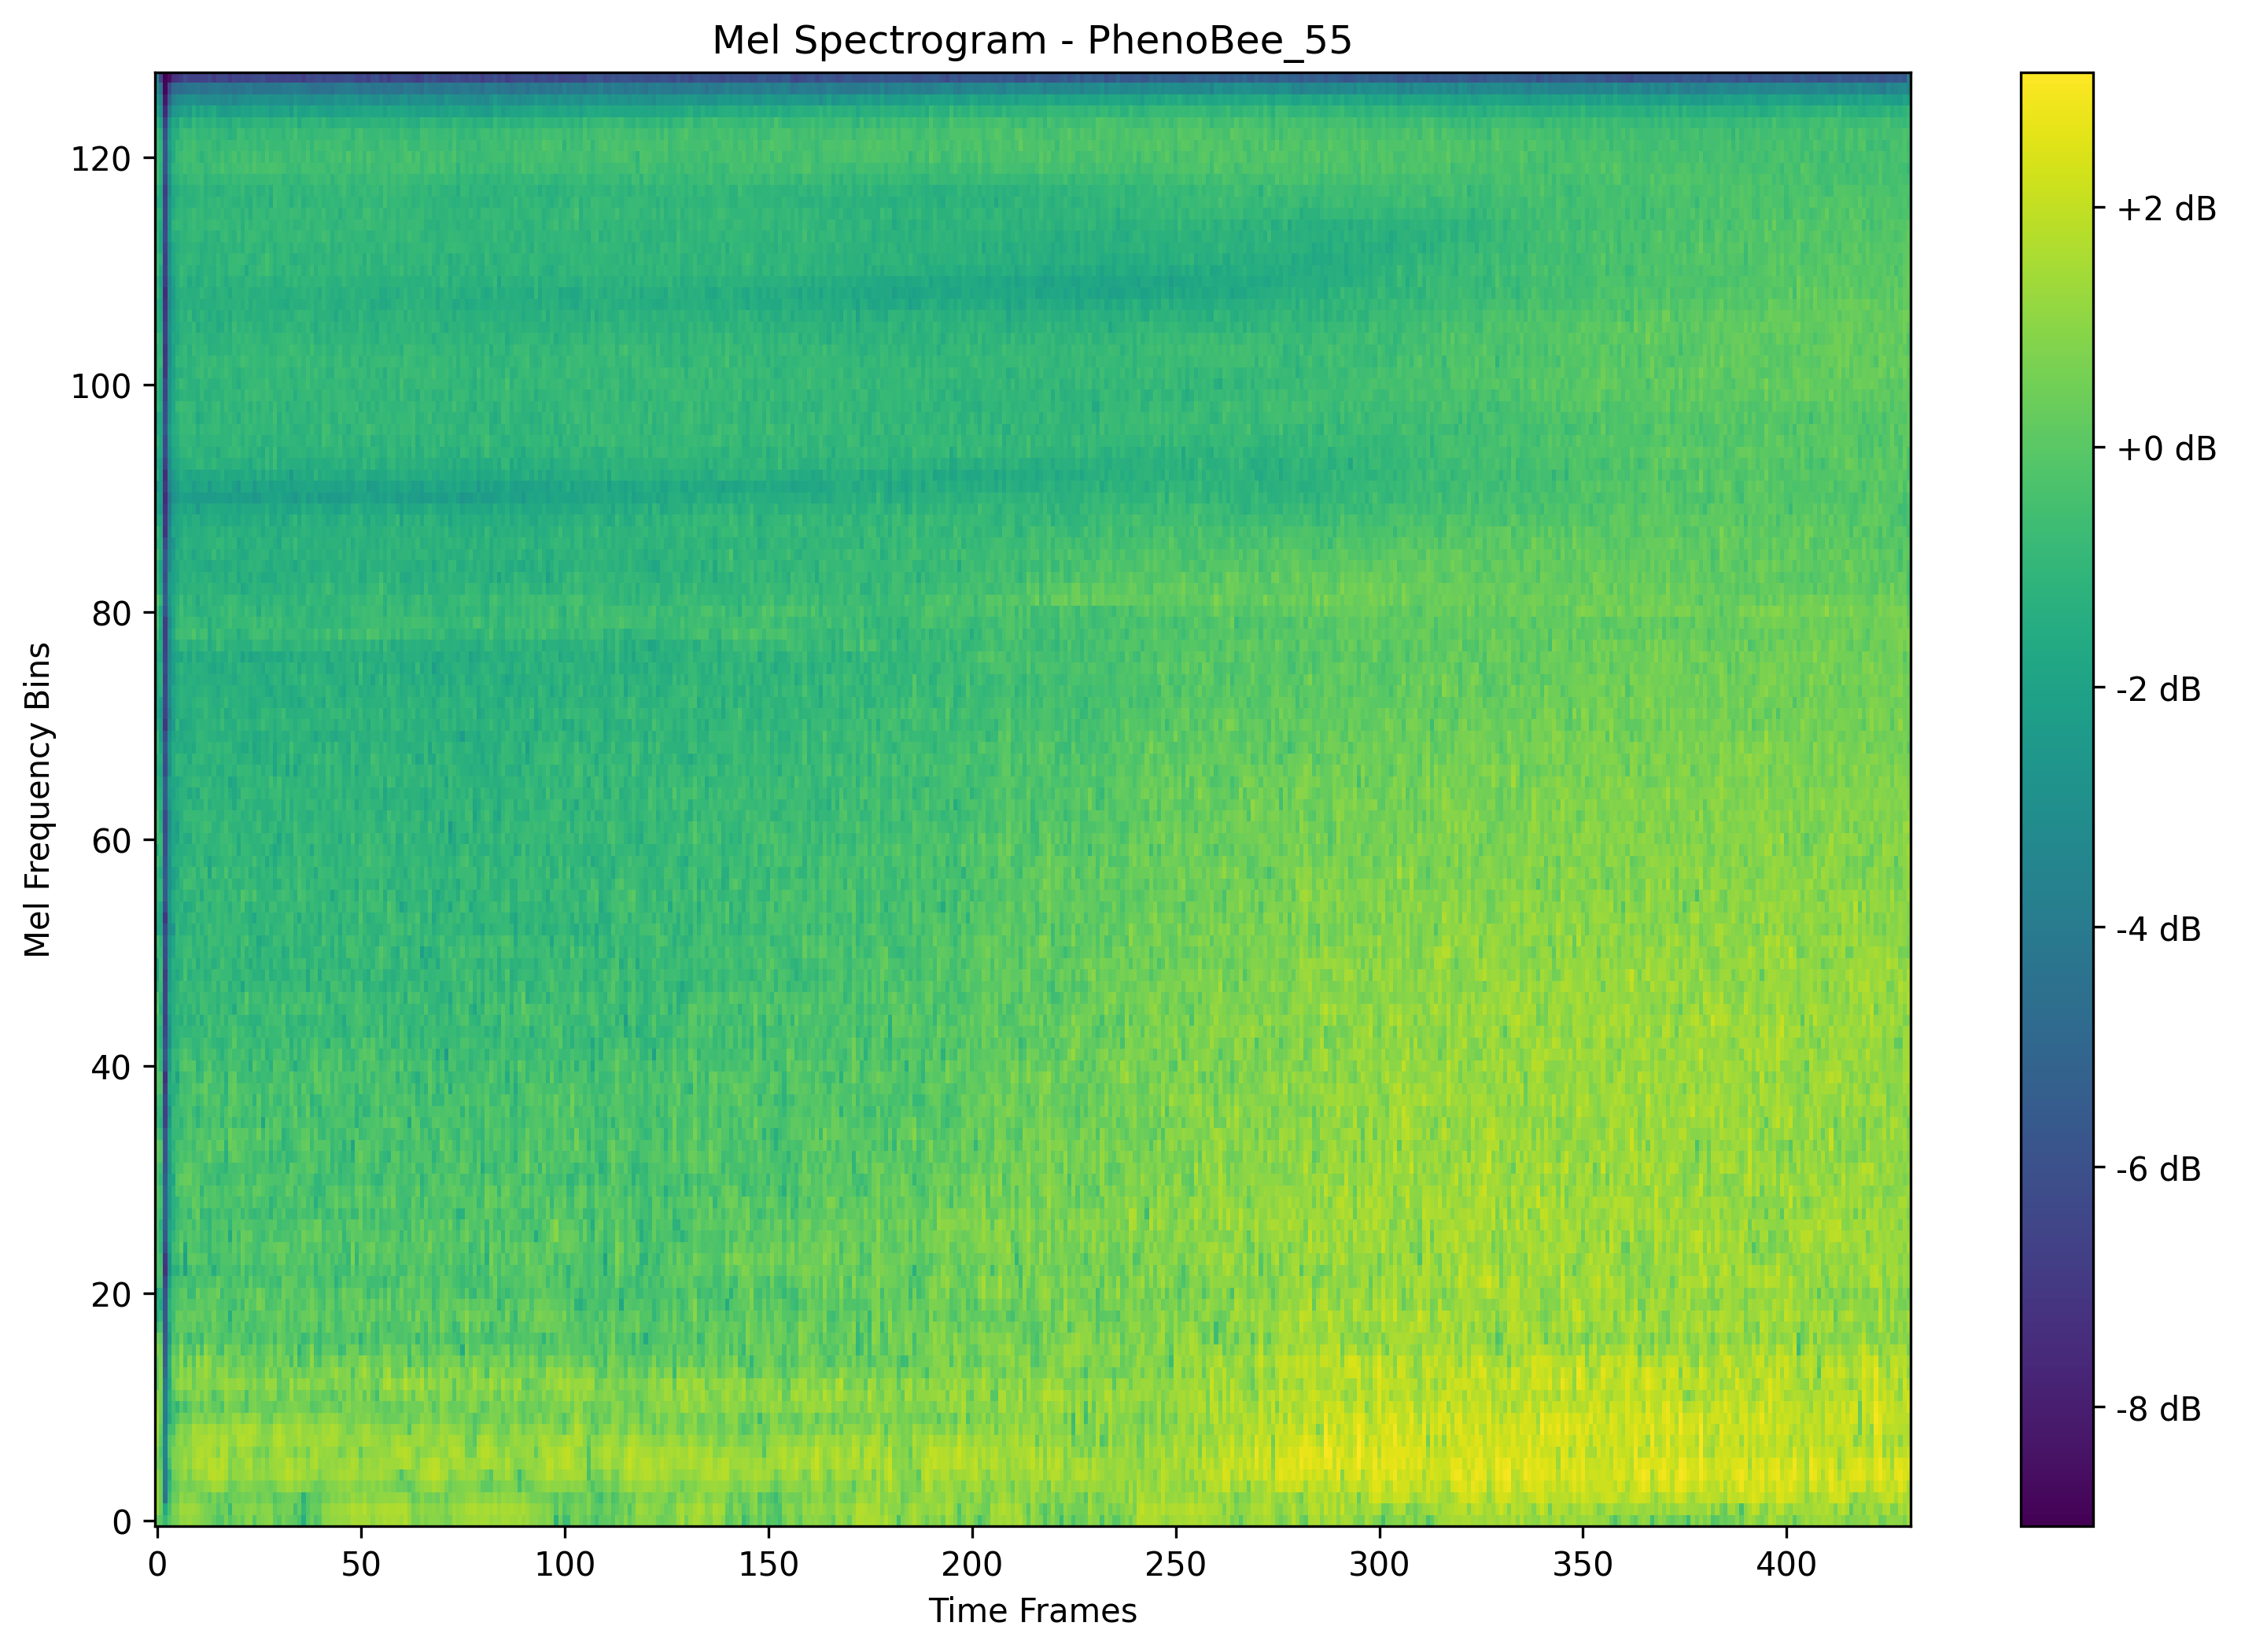 Mel Spectrogram - PhenoBee_55
Mel Frequency Bins
120
100
80
60
40
20
0
0 50 100 150 200 250 300 350 400
Time Frames
+2 dB
+0 dB
-2 dB
-4 dB
-6 dB
-8 dB